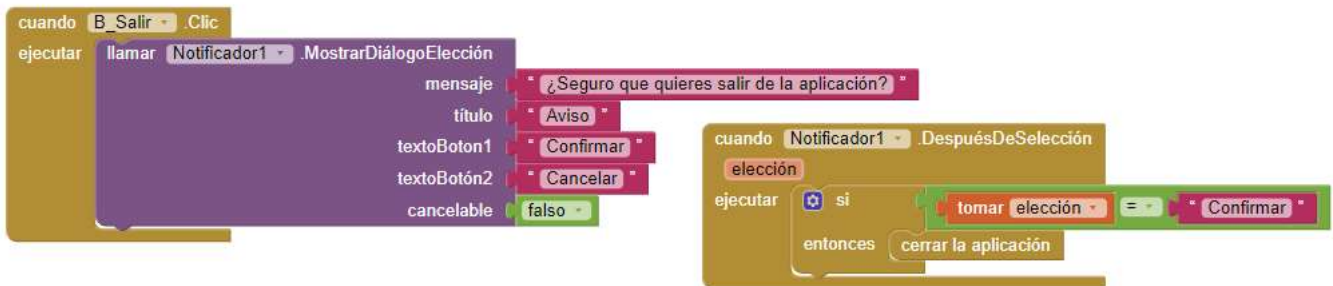 cuando B_Salir .Clic
ejecutar llamar Notificador1 .MostrarDiálogoElección
mensaje " ¿Seguro que quieres salir de la aplicación? "
título " Aviso "
textoBoton1 " Confirmar "
textoBotón2 " Cancelar "
cancelable falso
cuando Notificador1 .DespuésDeSelección
elección
ejecutar si tomar elección = " Confirmar "
entonces cerrar la aplicación